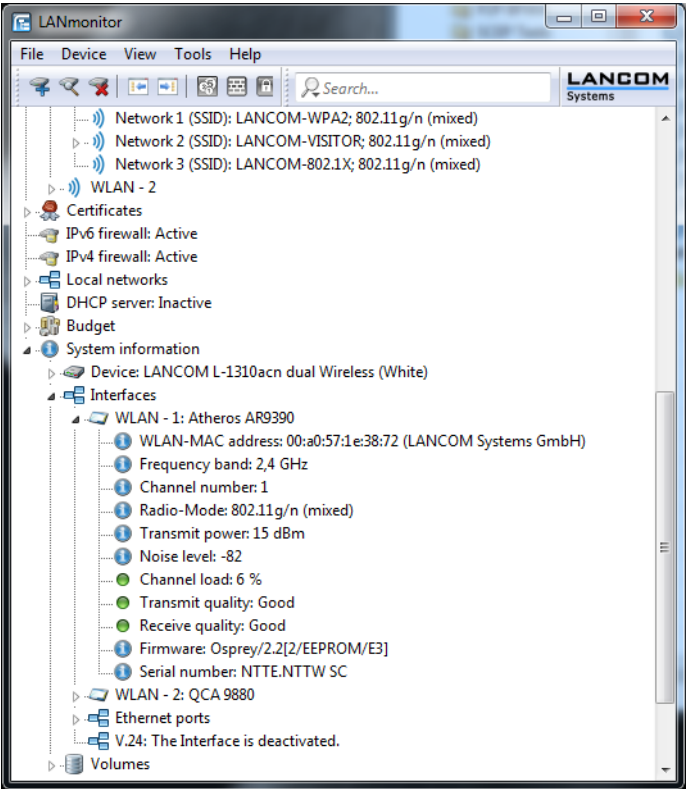 LANmonitor
File Device View Tools Help
Search...
LANCOM
Systems
Network 1 (SSID): LANCOM-WPA2; 802.11g/n (mixed)
Network 2 (SSID): LANCOM-VISITOR; 802.11g/n (mixed)
Network 3 (SSID): LANCOM-802.1X; 802.11g/n (mixed)
WLAN - 2
Certificates
IPv6 firewall: Active
IPv4 firewall: Active
Local networks
DHCP server: Inactive
Budget
System information
Device: LANCOM L-1310acn dual Wireless (White)
Interfaces
WLAN - 1: Atheros AR9390
WLAN-MAC address: 00:a0:57:1e:38:72 (LANCOM Systems GmbH)
Frequency band: 2,4 GHz
Channel number: 1
Radio-Mode: 802.11g/n (mixed)
Transmit power: 15 dBm
Noise level: -82
Channel load: 6 %
Transmit quality: Good
Receive quality: Good
Firmware: Osprey/2.2[2/EEPROM/E3]
Serial number: NTTE.NTTW SC
WLAN - 2: QCA 9880
Ethernet ports
V.24: The Interface is deactivated.
Volumes